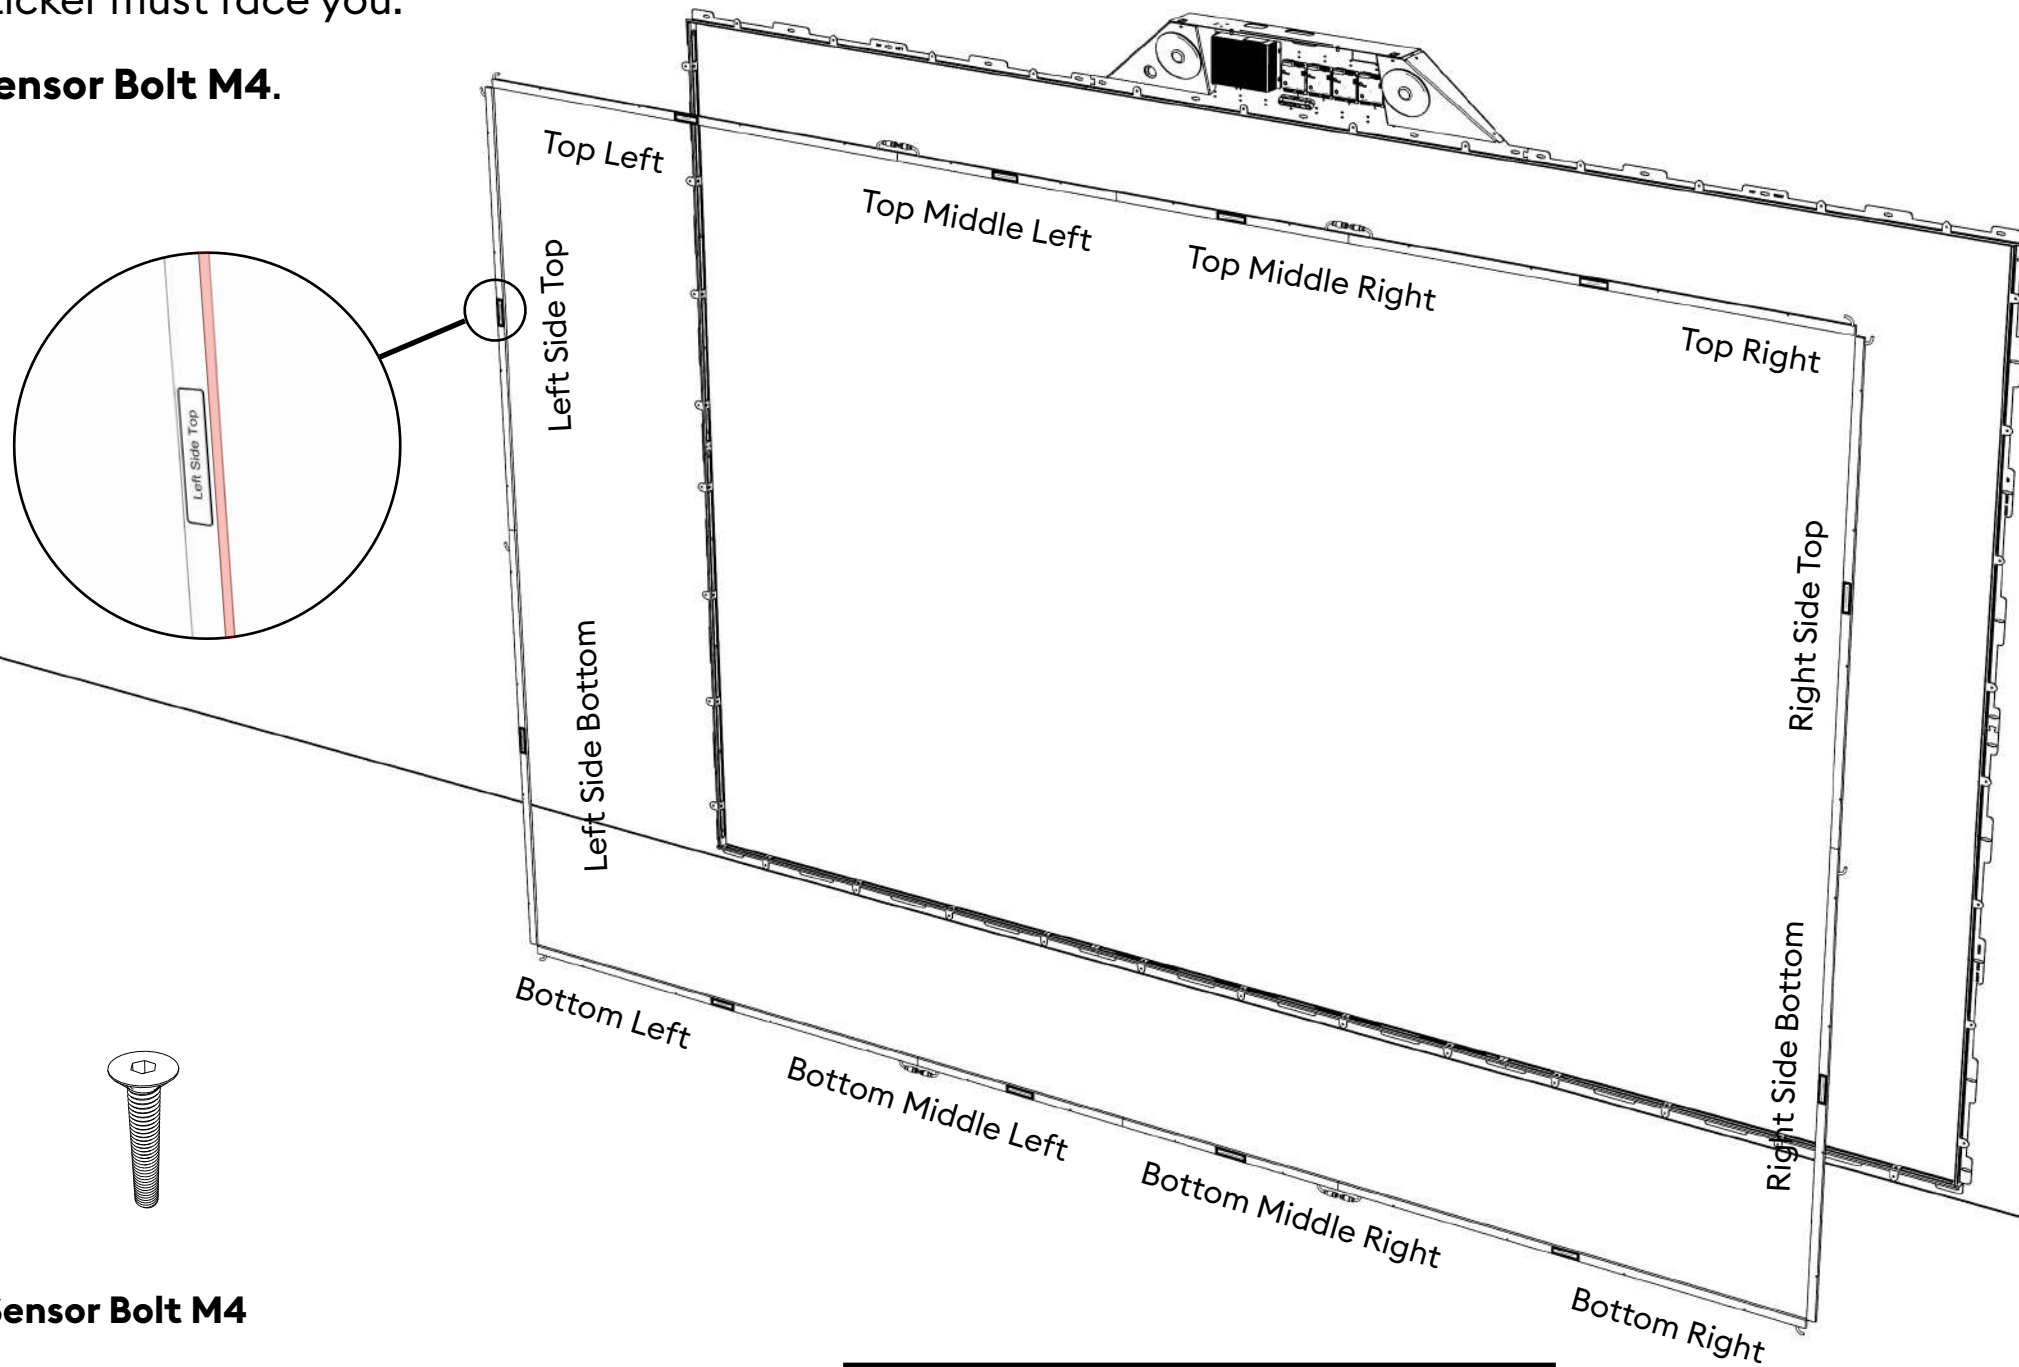 ticker must face you.
ensor Bolt M4.
Top Left
Top Middle Left
Top Middle Right
Top Right
Left Side Top
Left Side Top
Left Side Bottom
Right Side Top
Right Side Bottom
Bottom Left
Bottom Middle Left
Bottom Middle Right
Bottom Right
Sensor Bolt M4